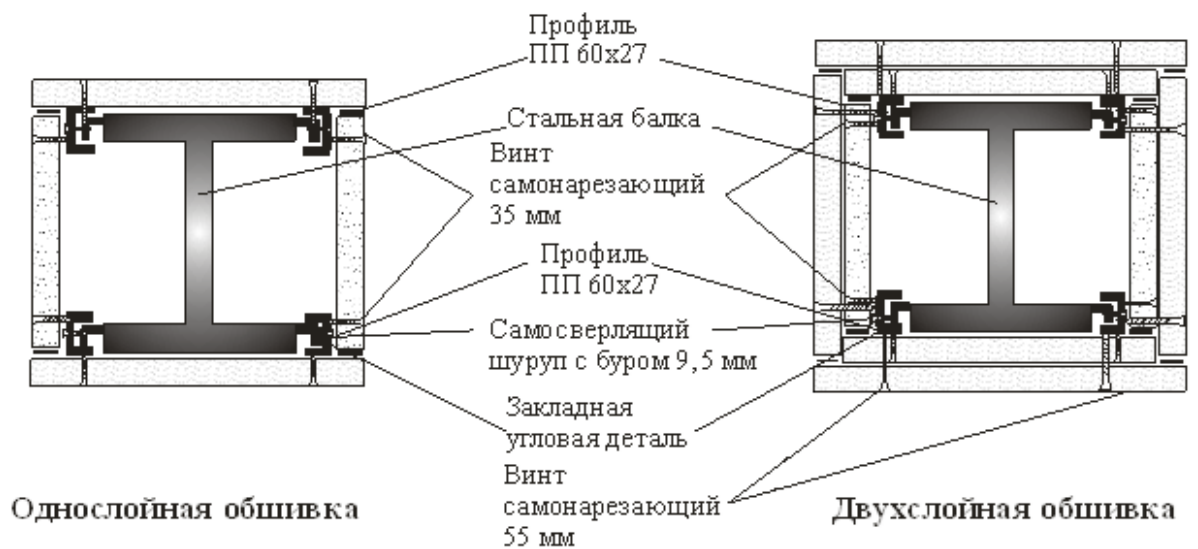 Профиль
ПП 60х27
Стальная балка
Винт
самонарезающий
35 мм
Профиль
ПП 60х27
Самосверлящий
шуруп с буром 9,5 мм
Закладная
угловая деталь
Винт
самонарезающий
55 мм
Однослойная обшивка
Двухслойная обшивка